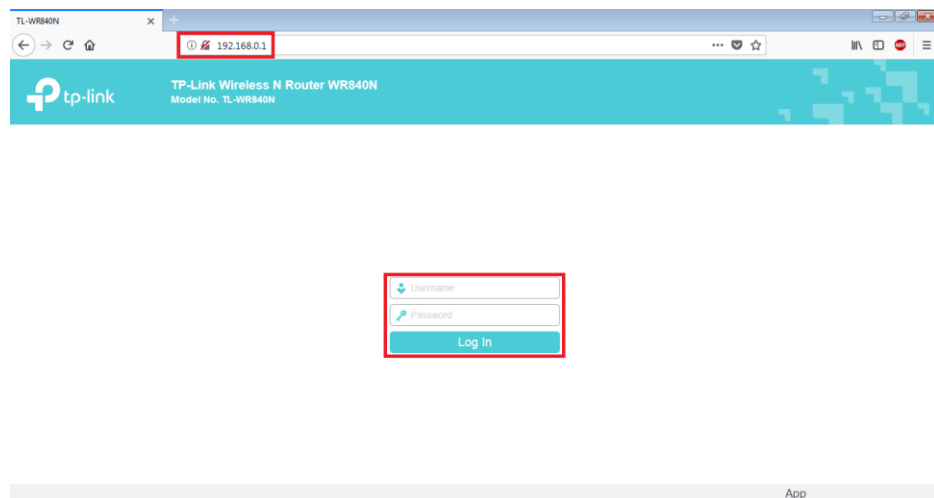 TL-WR840N
192.168.0.1
tp-link
TP-Link Wireless N Router WR840N
Model No. TL-WR840N
Username
Password
Log In
App